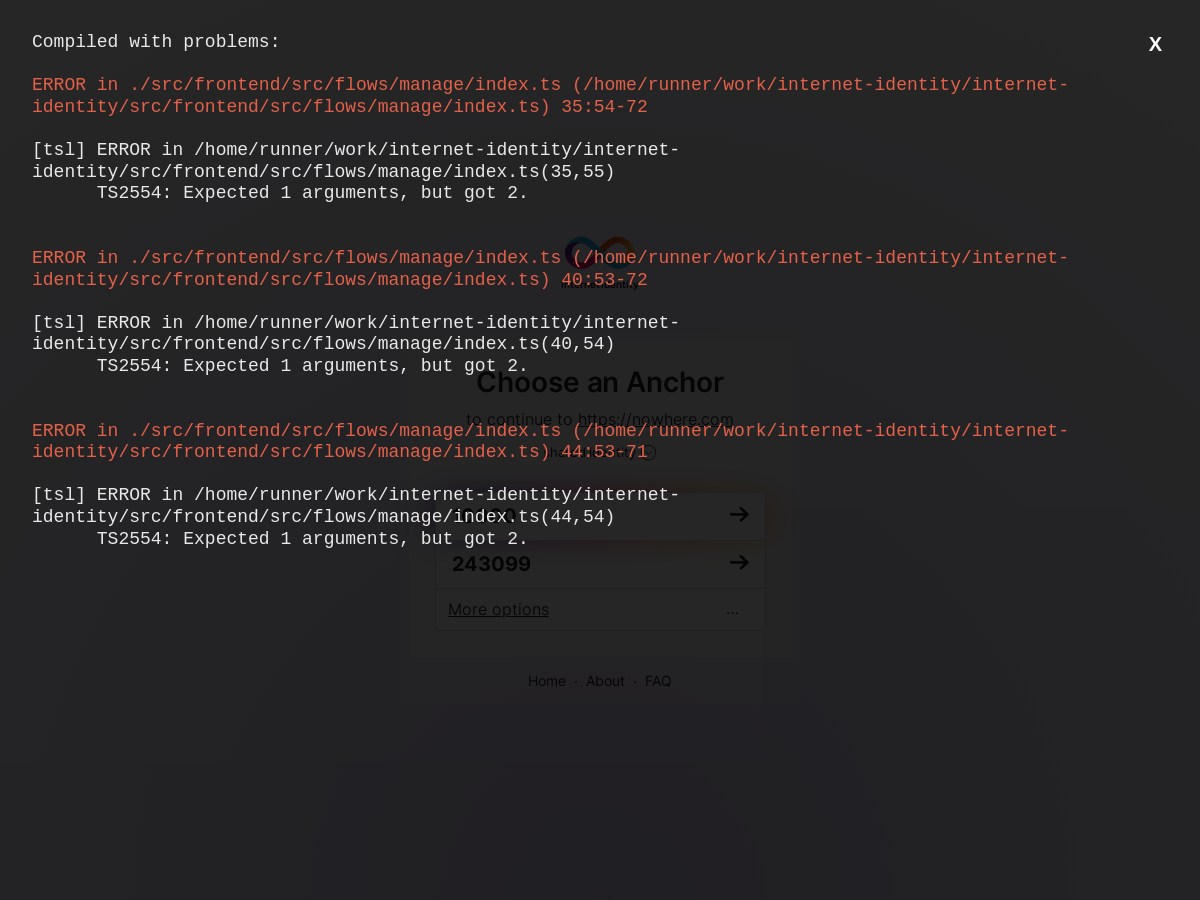 Compiled with problems:
X
ERROR in ./src/frontend/src/flows/manage/index.ts (/home/runner/work/internet-identity/internet-
identity/src/frontend/src/flows/manage/index.ts) 35:54-72
[tsl] ERROR in /home/runner/work/internet-identity/internet-
identity/src/frontend/src/flows/manage/index.ts(35,55)
TS2554: Expected 1 arguments, but got 2.
ERROR in ./src/frontend/src/flows/manage/index.ts (/home/runner/work/internet-identity/internet-
identity/src/frontend/src/flows/manage/index.ts) 40:53-72
[tsl] ERROR in /home/runner/work/internet-identity/internet-
identity/src/frontend/src/flows/manage/index.ts(40,54)
TS2554: Expected 1 arguments, but got 2.
Choose an Anchor
to continue to https://nowhere.com
ERROR in ./src/frontend/src/flows/manage/index.ts (/home/runner/work/internet-identity/internet-
identity/src/frontend/src/flows/manage/index.ts) 44:53-71
[tsl] ERROR in /home/runner/work/internet-identity/internet-
identity/src/frontend/src/flows/manage/index.ts(44,54)
TS2554: Expected 1 arguments, but got 2.
243099
More options ...
Home · About · FAQ